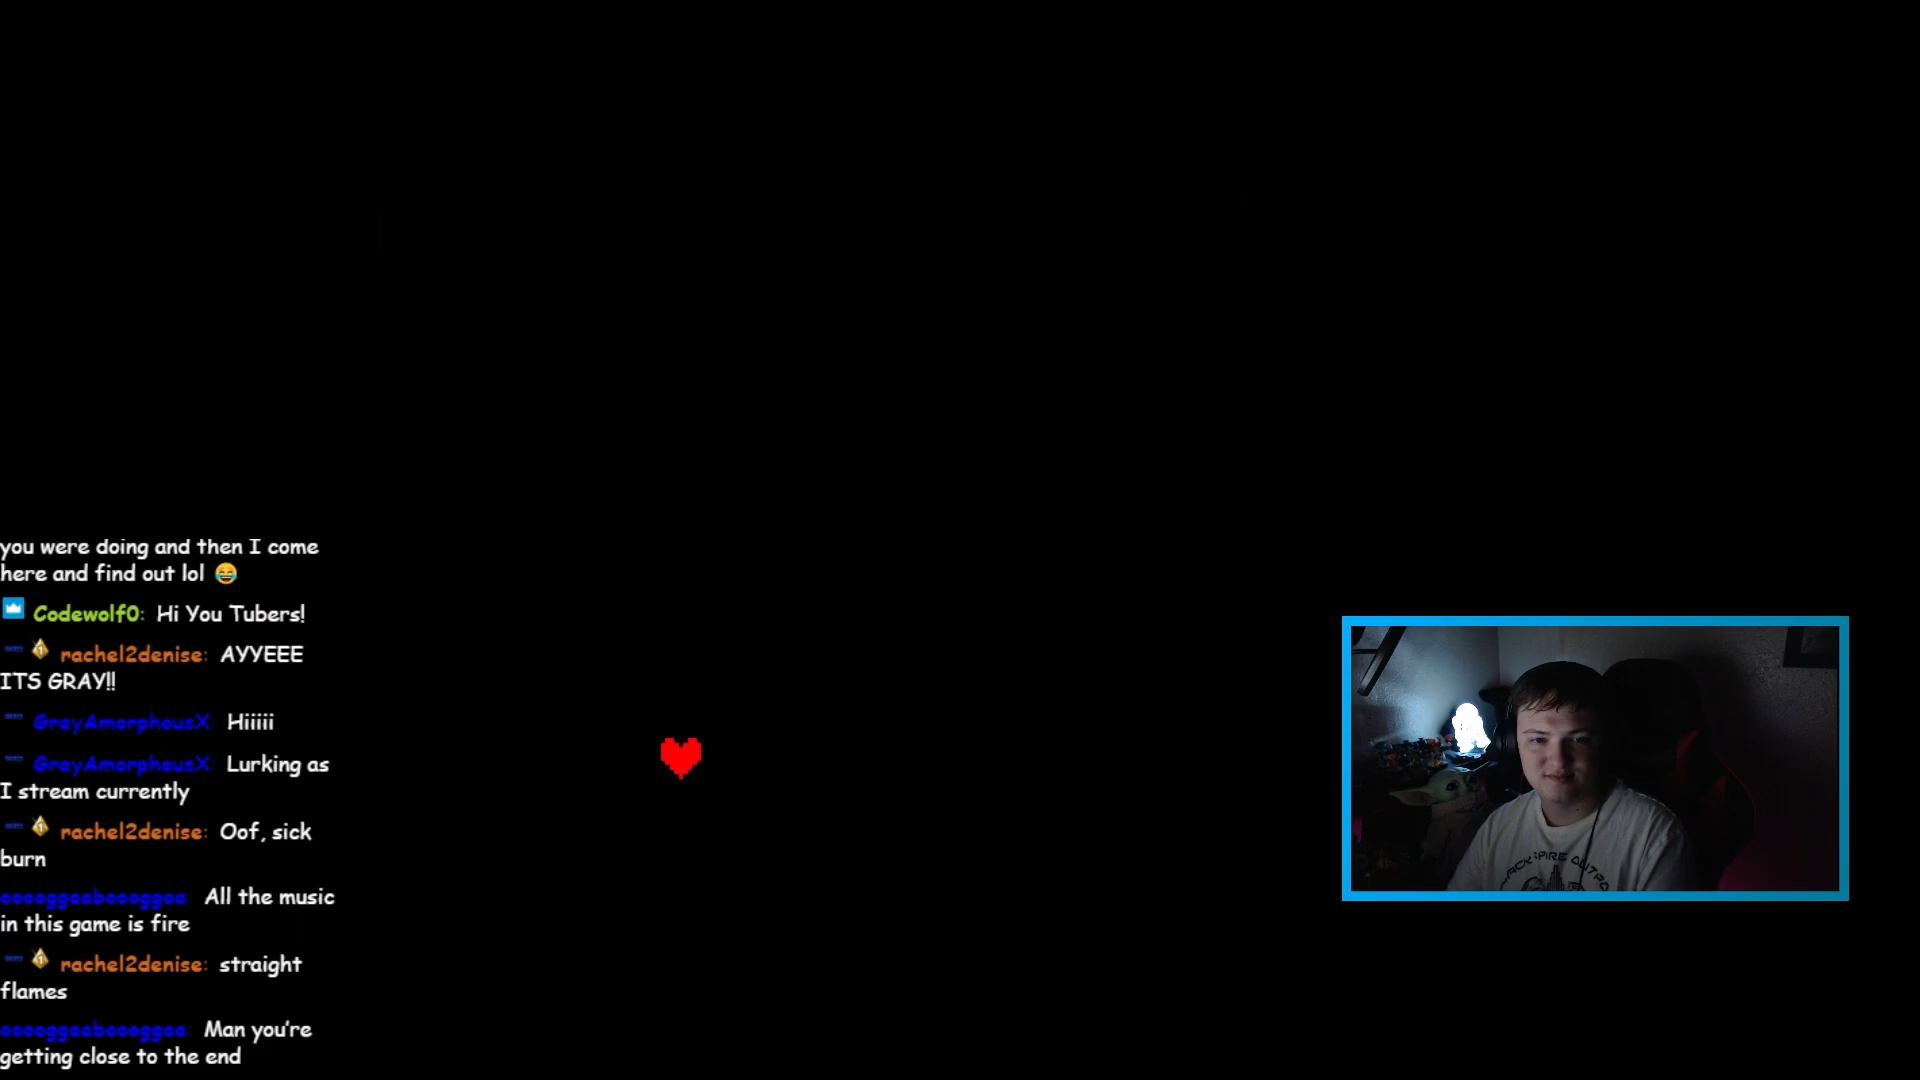 you were doing and then I come
here and find out lol 😂
Codewolf0: Hi You Tubers!
rachel2denise: AYYEEE
ITS GRAY!!
GrayAmorphousX: Hiiiii
GrayAmorphousX: Lurking as
I stream currently
rachel2denise: Oof, sick
burn
ooooggaaboooggaa: All the music
in this game is fire
rachel2denise: straight
flames
ooooggaaboooggaa: Man you're
getting close to the end